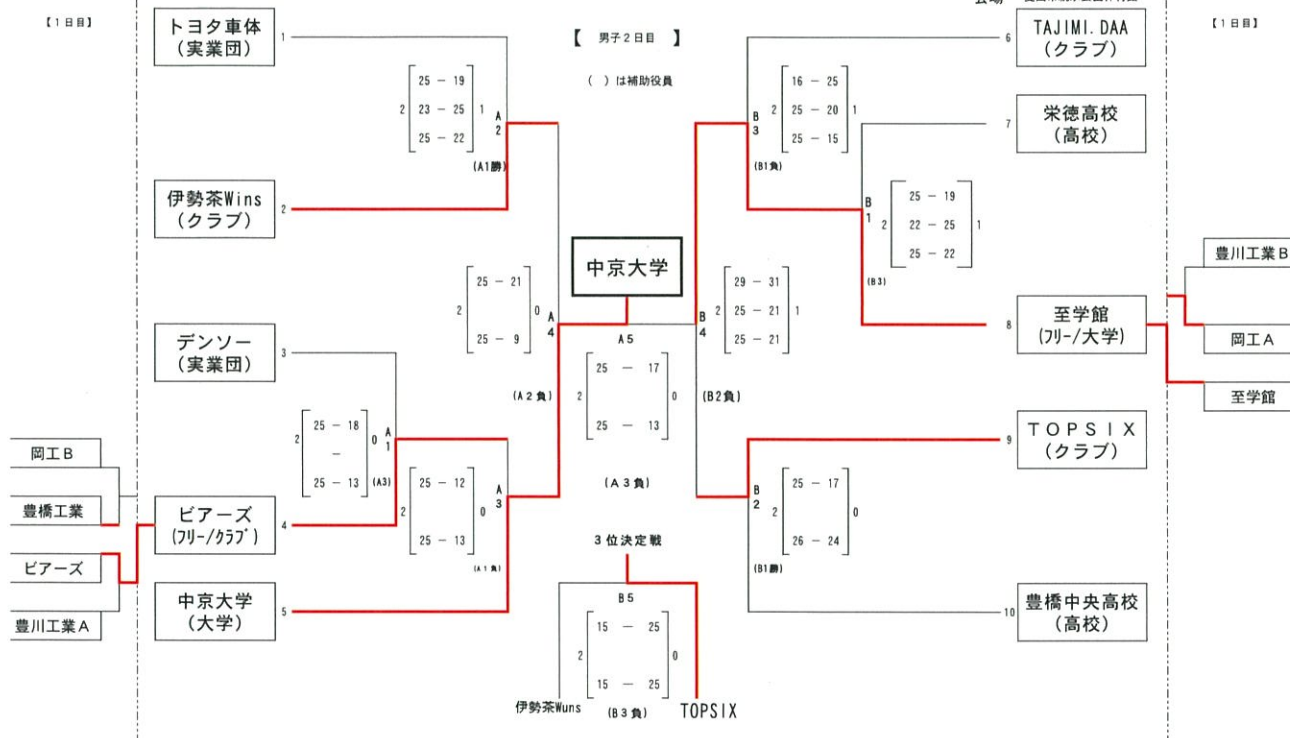 【1日目】
【 男子2日目 】
( )は補助役員
【1日目】
トヨタ車体
(実業団)
1
伊勢茶Wins
(クラブ)
2
デンソー
(実業団)
3
ビアーズ
(フリー/クラブ)
4
中京大学
(大学)
5
岡工B
豊橋工業
ビアーズ
豊川工業A
2
25 - 19
23 - 25
25 - 22
1
A2
(A1勝)
2
25 - 18
-
25 - 13
0
A1
(A3)
2
25 - 12
25 - 13
0
A3
(A1負)
2
25 - 21
25 - 9
0
A4
(A2負)
中京大学
A5
2
25 - 17
25 - 13
0
(A3負)
3位決定戦
B5
2
15 - 25
15 - 25
0
(B3負)
伊勢茶Wuns
TOPSIX
B3
2
16 - 25
25 - 20
25 - 15
1
(B1負)
B1
2
25 - 19
22 - 25
25 - 22
1
(B3)
B4
2
29 - 31
25 - 21
25 - 21
1
(B2負)
B2
2
25 - 17
26 - 24
0
(B1勝)
6
TAJIMI.DAA
(クラブ)
7
栄徳高校
(高校)
8
至学館
(フリー/大学)
9
TOPSIX
(クラブ)
10
豊橋中央高校
(高校)
豊川工業B
岡工A
至学館